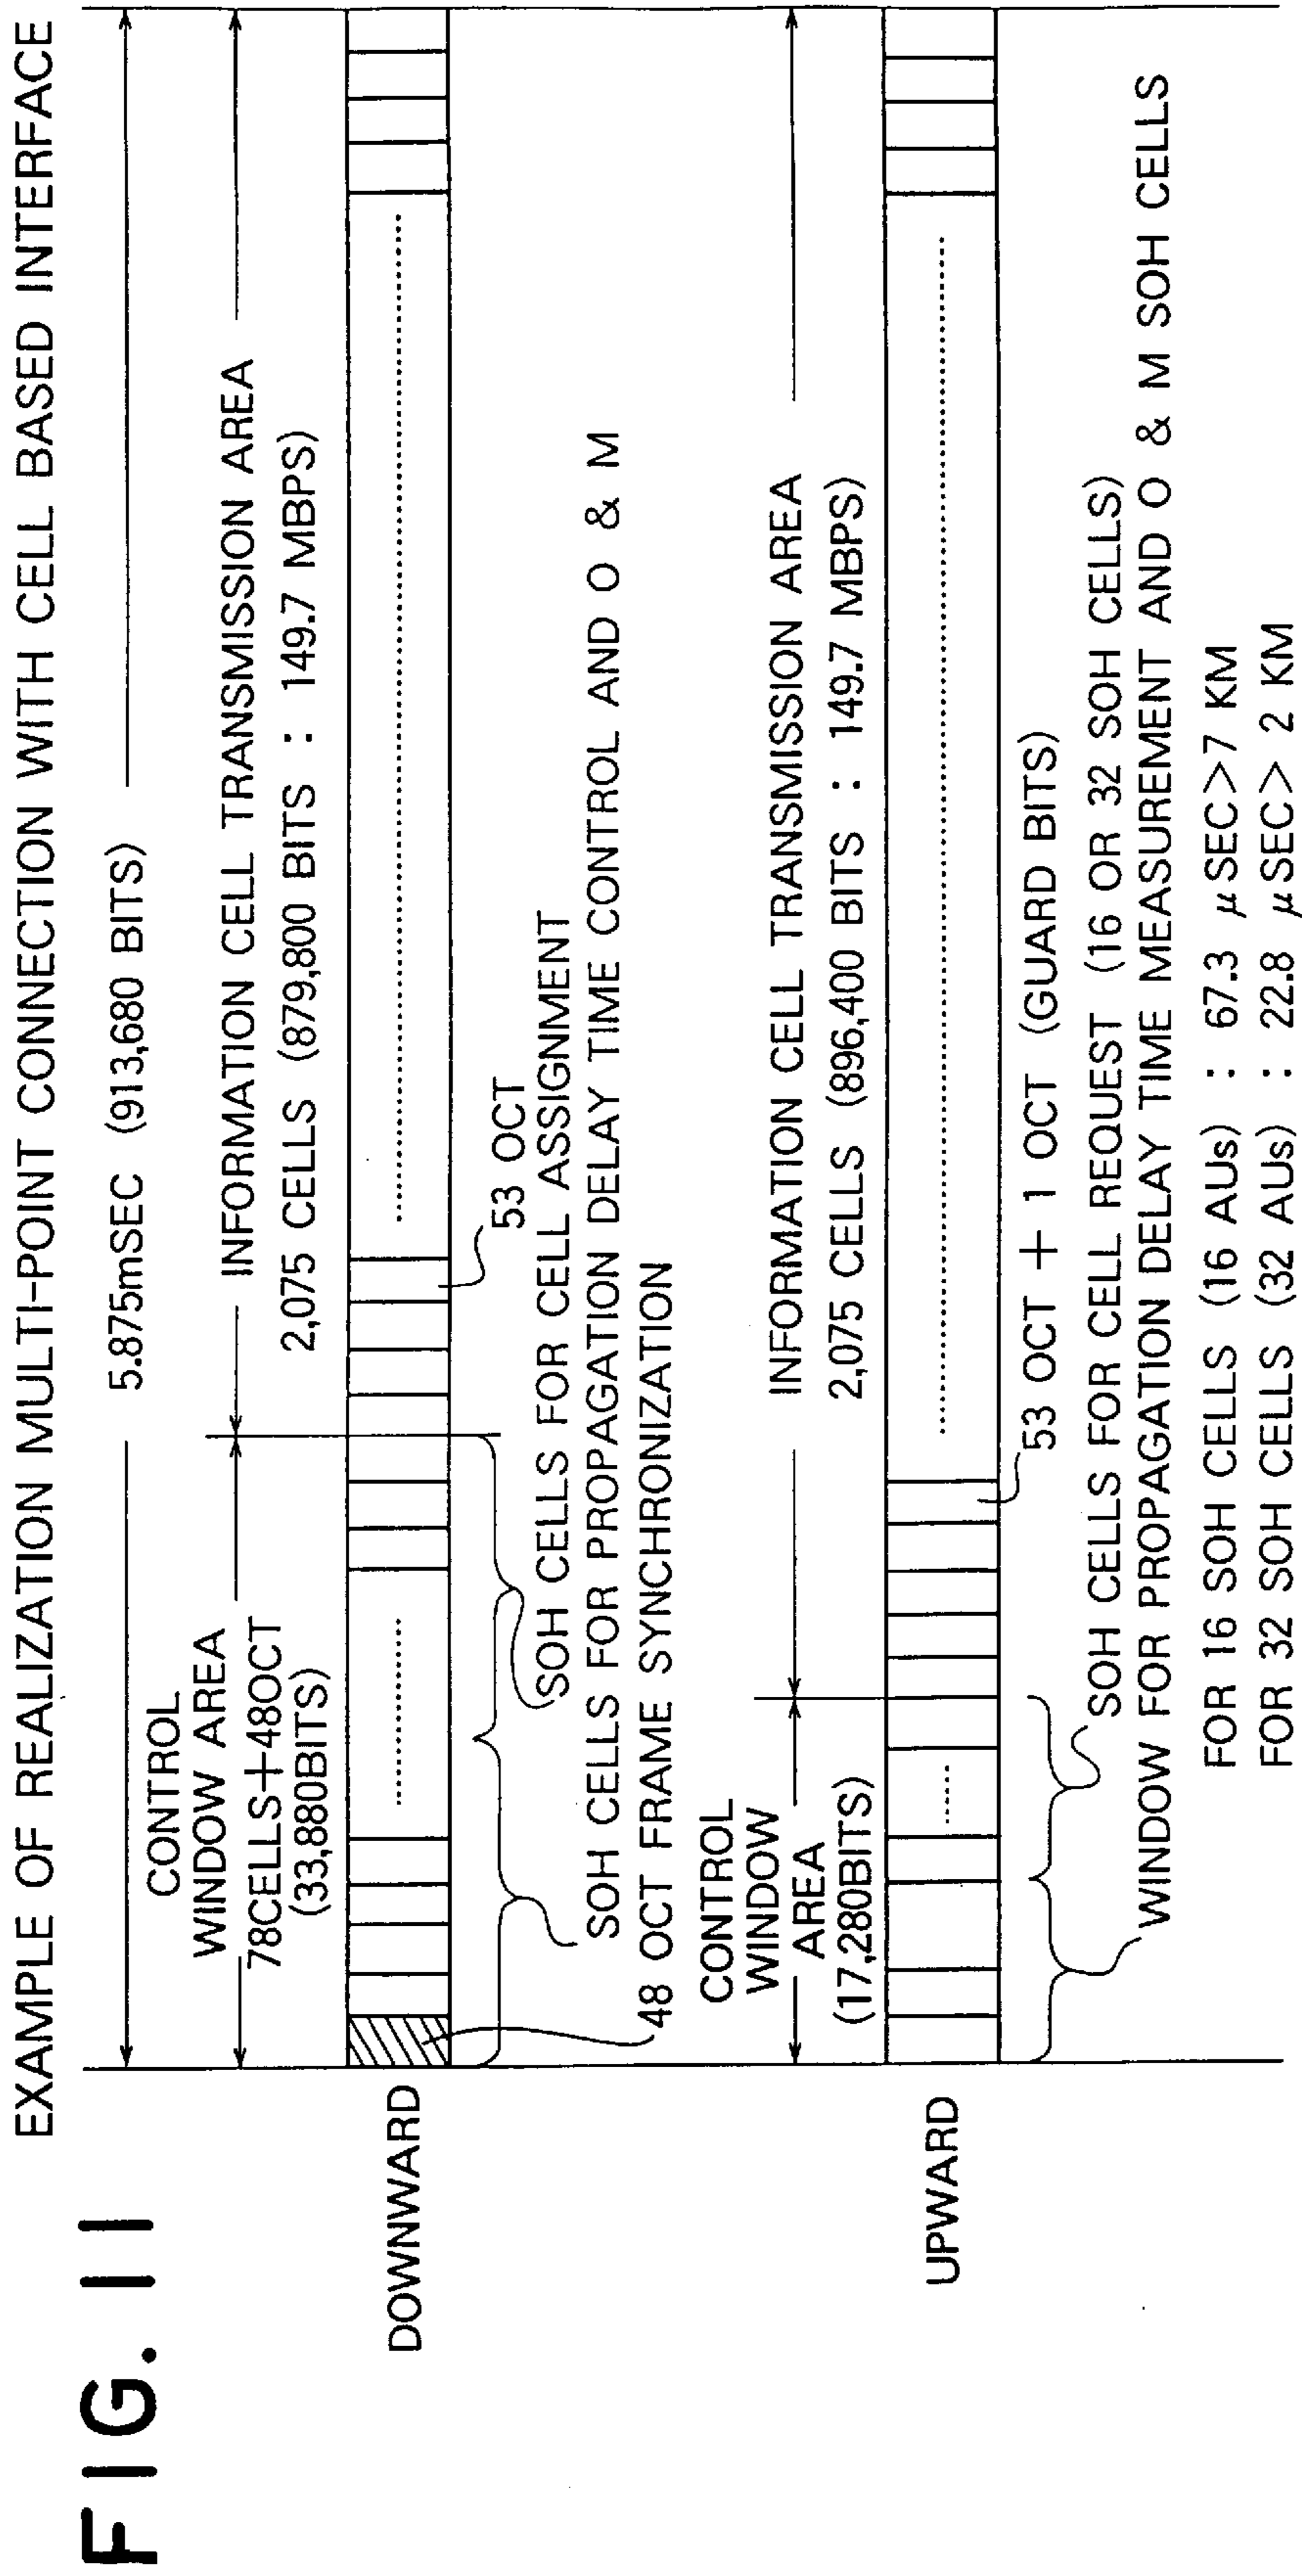 FIG. 11
EXAMPLE OF REALIZATION MULTI-POINT CONNECTION WITH CELL BASED INTERFACE
5.875mSEC (913,680 BITS)
CONTROL
WINDOW AREA
78CELLS+48OCT
(33,880BITS)
INFORMATION CELL TRANSMISSION AREA
2,075 CELLS (879,800 BITS : 149.7 MBPS)
DOWNWARD
53 OCT
SOH CELLS FOR CELL ASSIGNMENT
SOH CELLS FOR PROPAGATION DELAY TIME CONTROL AND O & M
48 OCT FRAME SYNCHRONIZATION
CONTROL
WINDOW
AREA
(17,280BITS)
INFORMATION CELL TRANSMISSION AREA
2,075 CELLS (896,400 BITS : 149.7 MBPS)
UPWARD
53 OCT + 1 OCT (GUARD BITS)
SOH CELLS FOR CELL REQUEST (16 OR 32 SOH CELLS)
WINDOW FOR PROPAGATION DELAY TIME MEASUREMENT AND O & M SOH CELLS
FOR 16 SOH CELLS (16 AUs) : 67.3 μSEC>7 KM
FOR 32 SOH CELLS (32 AUs) : 22.8 μSEC> 2 KM